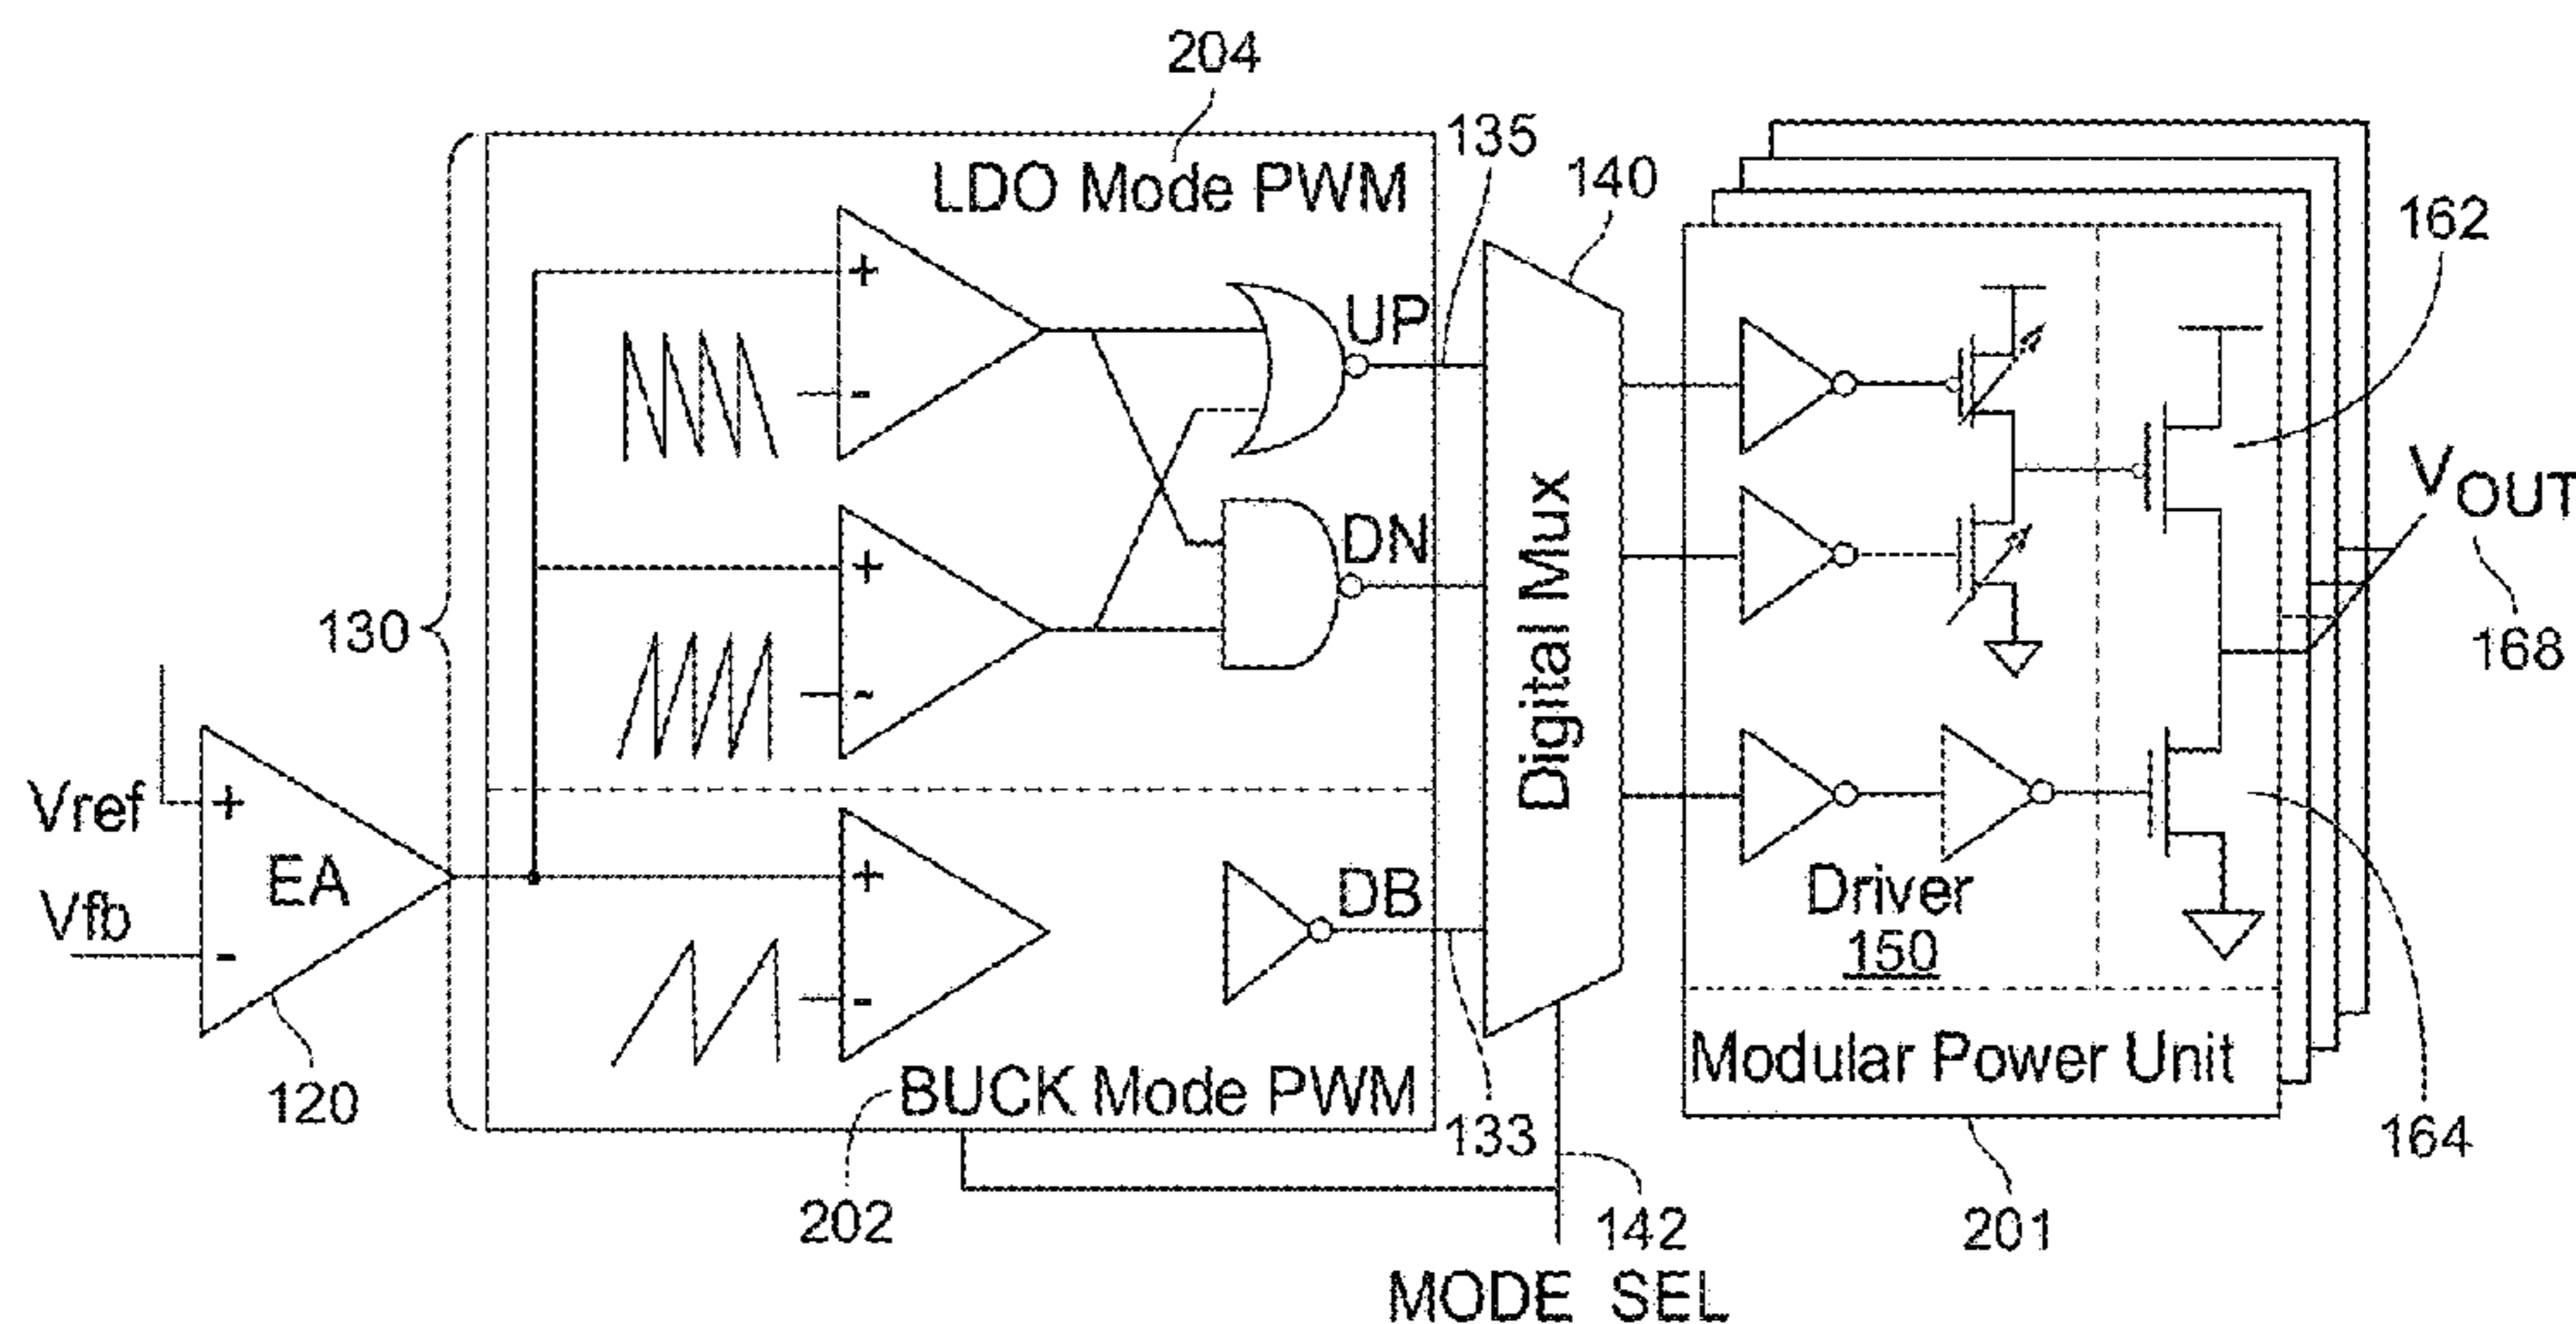 204
LDO Mode PWM
135
140
162
+
-
UP
DN
+
-
130
Digital Mux
VOUT
168
Vref
+
EA
Vfb
-
120
+
-
DB
BUCK Mode PWM
133
Driver
150
Modular Power Unit
164
202
142
201
MODE SEL